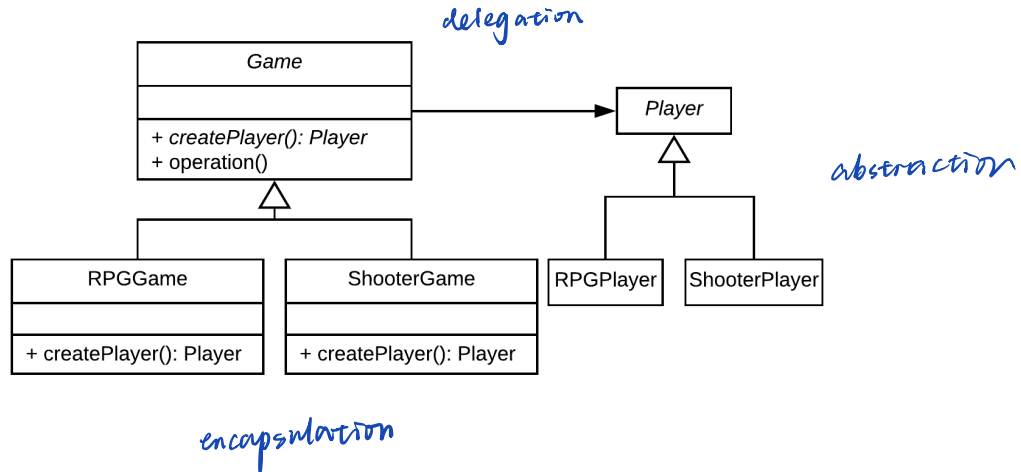 delegation
Game
+ createPlayer(): Player
+ operation()
Player
abstraction
RPGGame
+ createPlayer(): Player
ShooterGame
+ createPlayer(): Player
RPGPlayer
ShooterPlayer
encapsulation